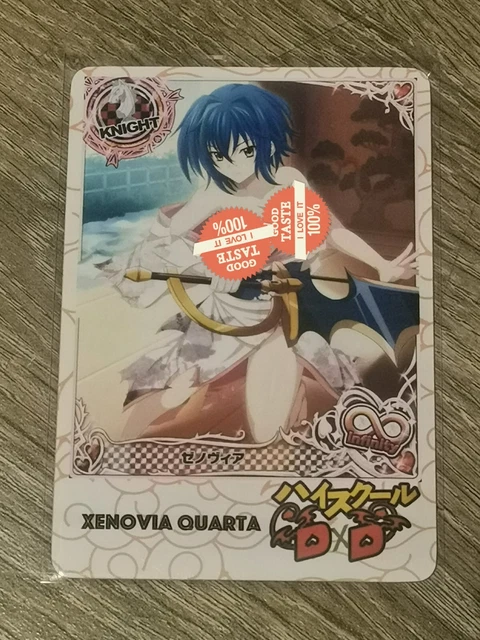 KNIGHT
GOOD
TASTE
I LOVE IT
100%
GOOD
TASTE
I LOVE IT
100%
Infinity
ゼノヴィア
XENOVIA QUARTA
ハイスクール
D×D